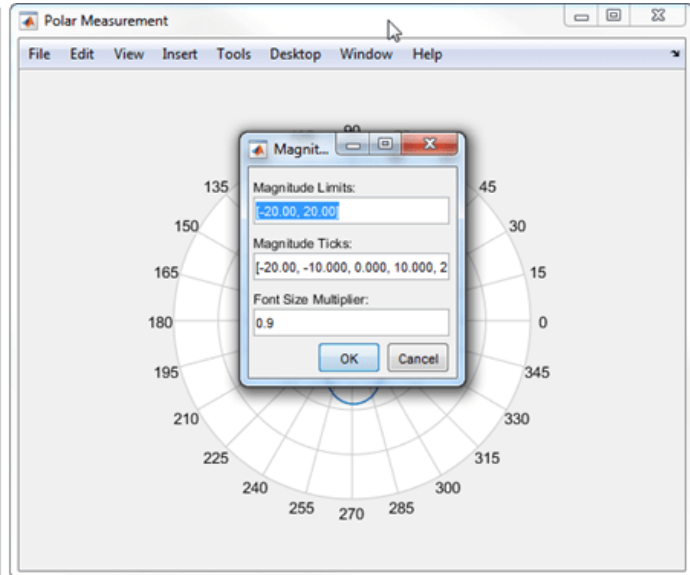 Polar Measurement
File Edit View Insert Tools Desktop Window Help
90
Magnit...
135
45
Magnitude Limits:
[-20.00, 20.00]
150
30
Magnitude Ticks:
[-20.00, -10.000, 0.000, 10.000, 2
165
15
Font Size Multiplier:
0.9
180
0
OK Cancel
195
345
210
330
225
315
240
300
255
285
270